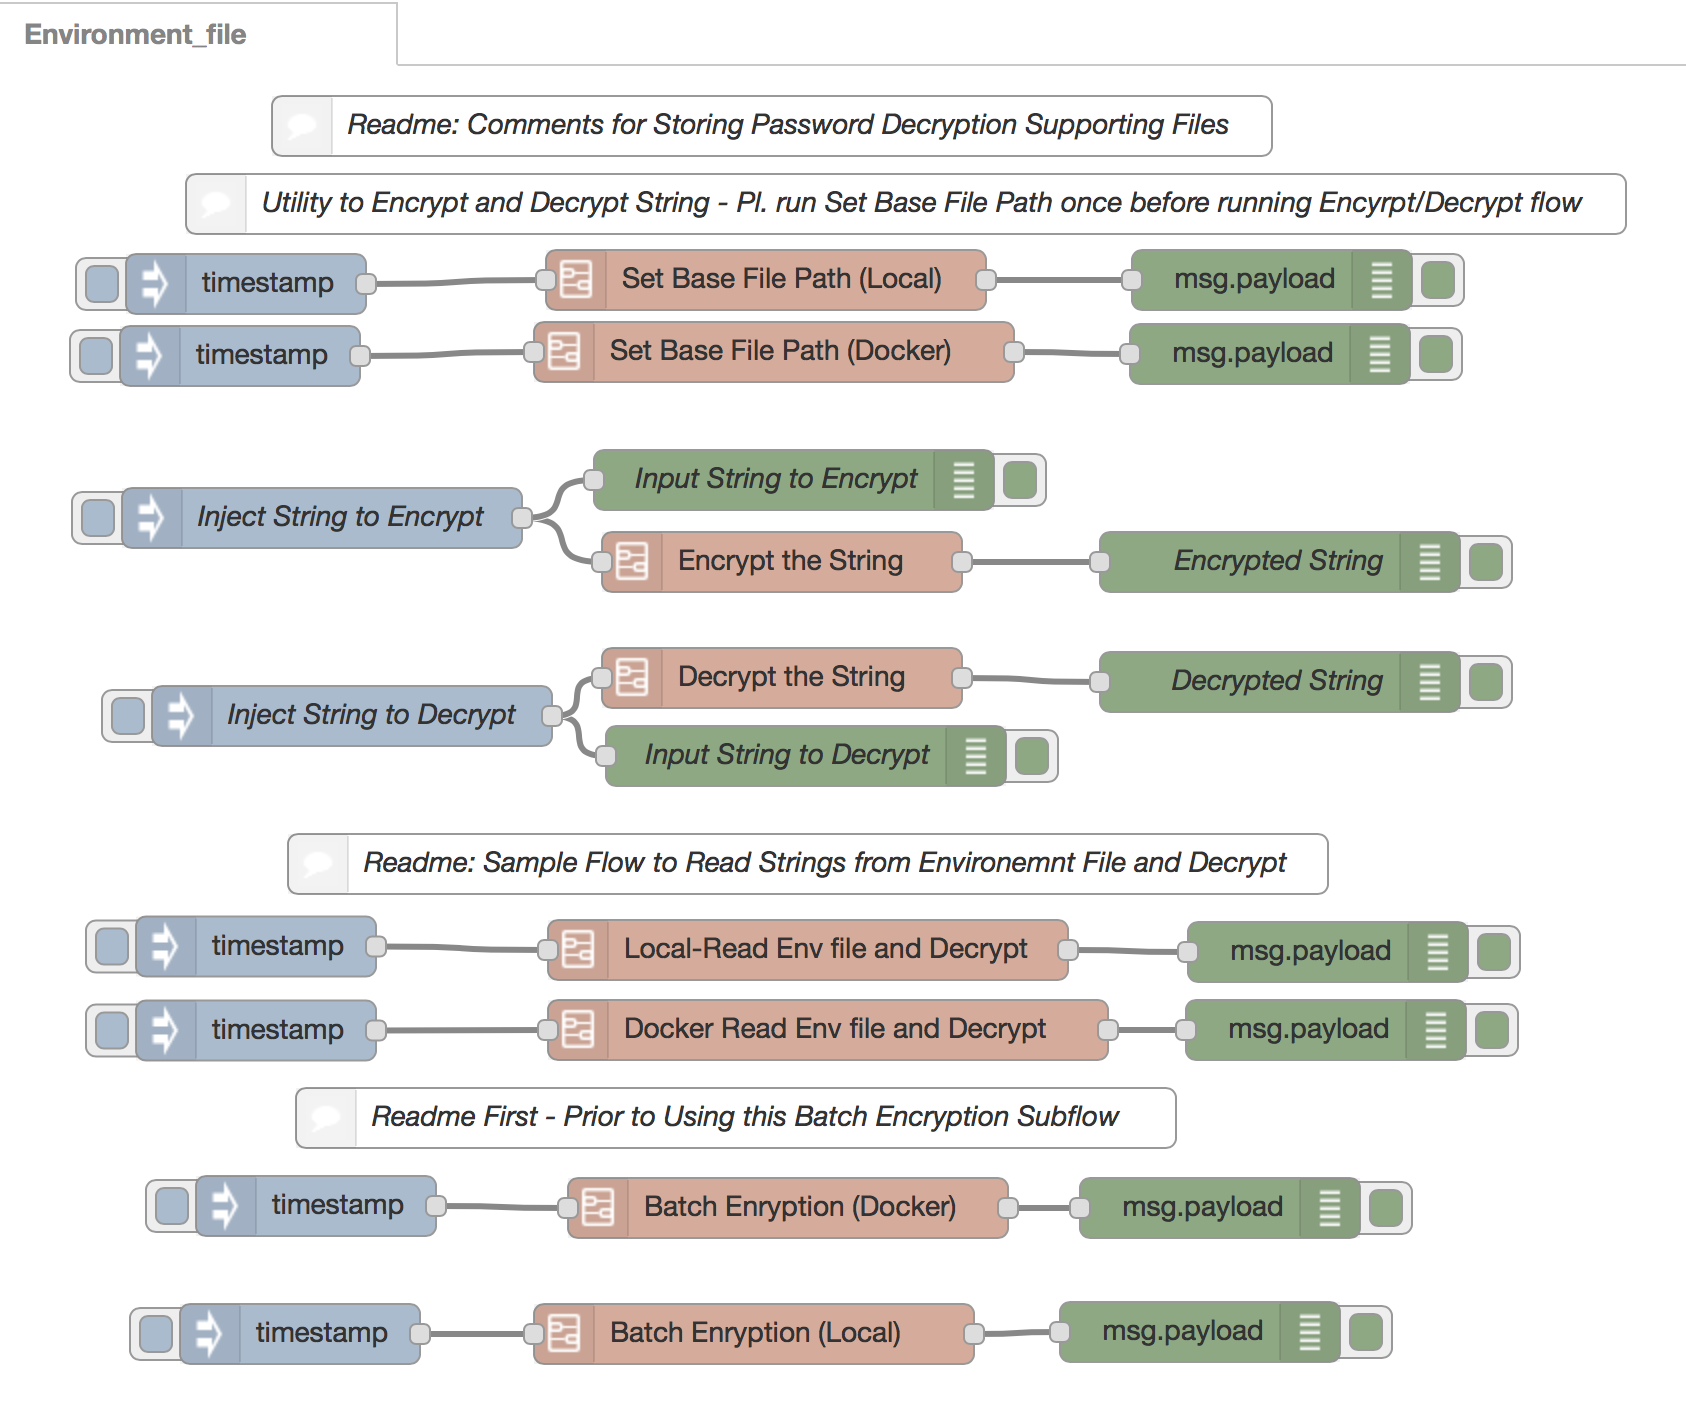 Environment_file
Readme: Comments for Storing Password Decryption Supporting Files
Utility to Encrypt and Decrypt String - Pl. run Set Base File Path once before running Encyrpt/Decrypt flow
timestamp
Set Base File Path (Local)
msg.payload
timestamp
Set Base File Path (Docker)
msg.payload
Input String to Encrypt
Inject String to Encrypt
Encrypt the String
Encrypted String
Decrypt the String
Decrypted String
Inject String to Decrypt
Input String to Decrypt
Readme: Sample Flow to Read Strings from Environemnt File and Decrypt
timestamp
Local-Read Env file and Decrypt
msg.payload
timestamp
Docker Read Env file and Decrypt
msg.payload
Readme First - Prior to Using this Batch Encryption Subflow
timestamp
Batch Enryption (Docker)
msg.payload
timestamp
Batch Enryption (Local)
msg.payload